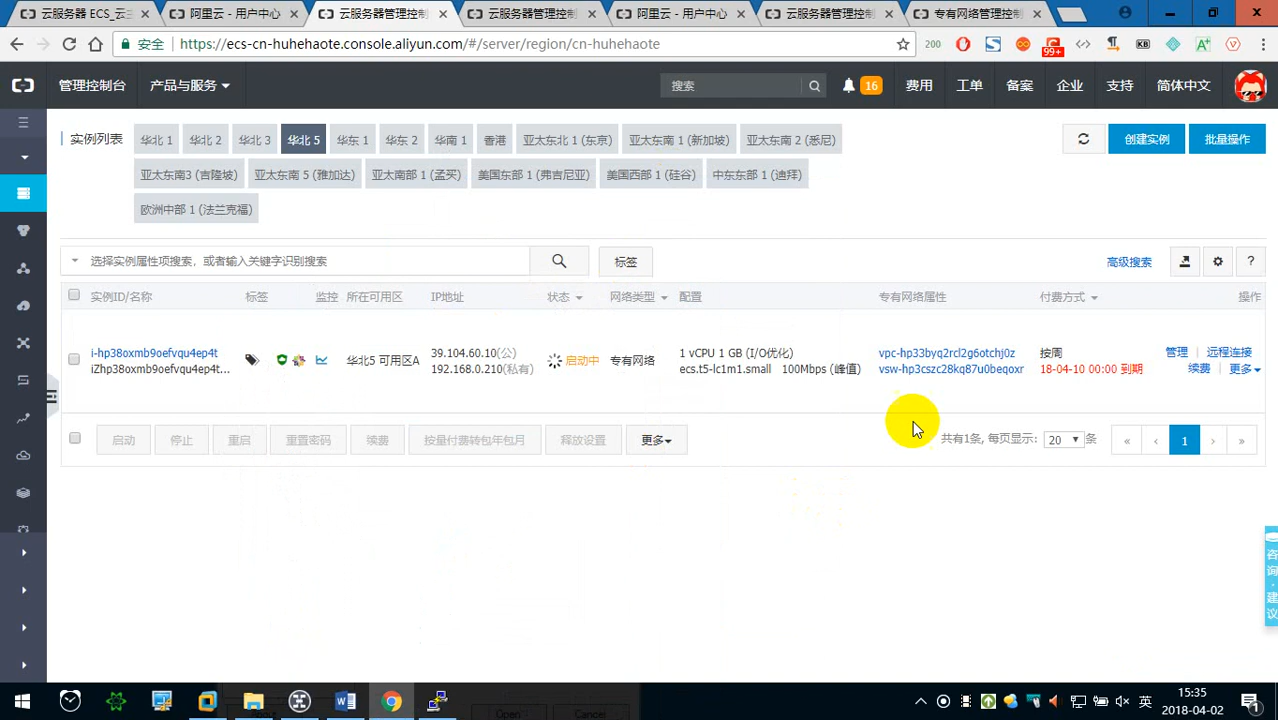 云服务器 ECS_云主
阿里云 - 用户中心
云服务器管理控制
云服务器管理控制
阿里云 - 用户中心
云服务器管理控制
专有网络管理控制
安全 https://ecs-cn-huhehaote.console.aliyun.com/#/server/region/cn-huhehaote
200
99+
KB
A+
管理控制台 产品与服务 搜索 16 费用 工单 备案 企业 支持 简体中文
实例列表 华北 1 华北 2 华北 3 华北 5 华东 1 华东 2 华南 1 香港 亚太东北 1 (东京) 亚太东南 1 (新加坡) 亚太东南 2 (悉尼) 创建实例 批量操作
亚太东南3 (吉隆坡) 亚太东南 5 (雅加达) 亚太南部 1 (孟买) 美国东部 1 (弗吉尼亚) 美国西部 1 (硅谷) 中东东部 1 (迪拜)
欧洲中部 1 (法兰克福)
选择实例属性项搜索，或者输入关键字识别搜索 标签 高级搜索 ?
实例ID/名称 标签 监控 所在可用区 IP地址 状态 网络类型 配置 专有网络属性 付费方式 操作
i-hp38oxmb9oefvqu4ep4t 39.104.60.10(公) 1 vCPU 1 GB (I/O优化) vpc-hp33byq2rcl2g6otchj0z 按周 管理 远程连接
华北5 可用区A 启动中 专有网络
iZhp38oxmb9oefvqu4ep4t... 192.168.0.210(私有) ecs.t5-lc1m1.small 100Mbps (峰值) vsw-hp3cszc28kq87u0beqoxr 18-04-10 00:00 到期 续费 更多
启动 停止 重启 重置密码 续费 按量付费转包年包月 释放设置 更多 共有1条, 每页显示: 20 条 « ‹ 1 › »
咨询·建议
英
15:35
2018-04-02
1